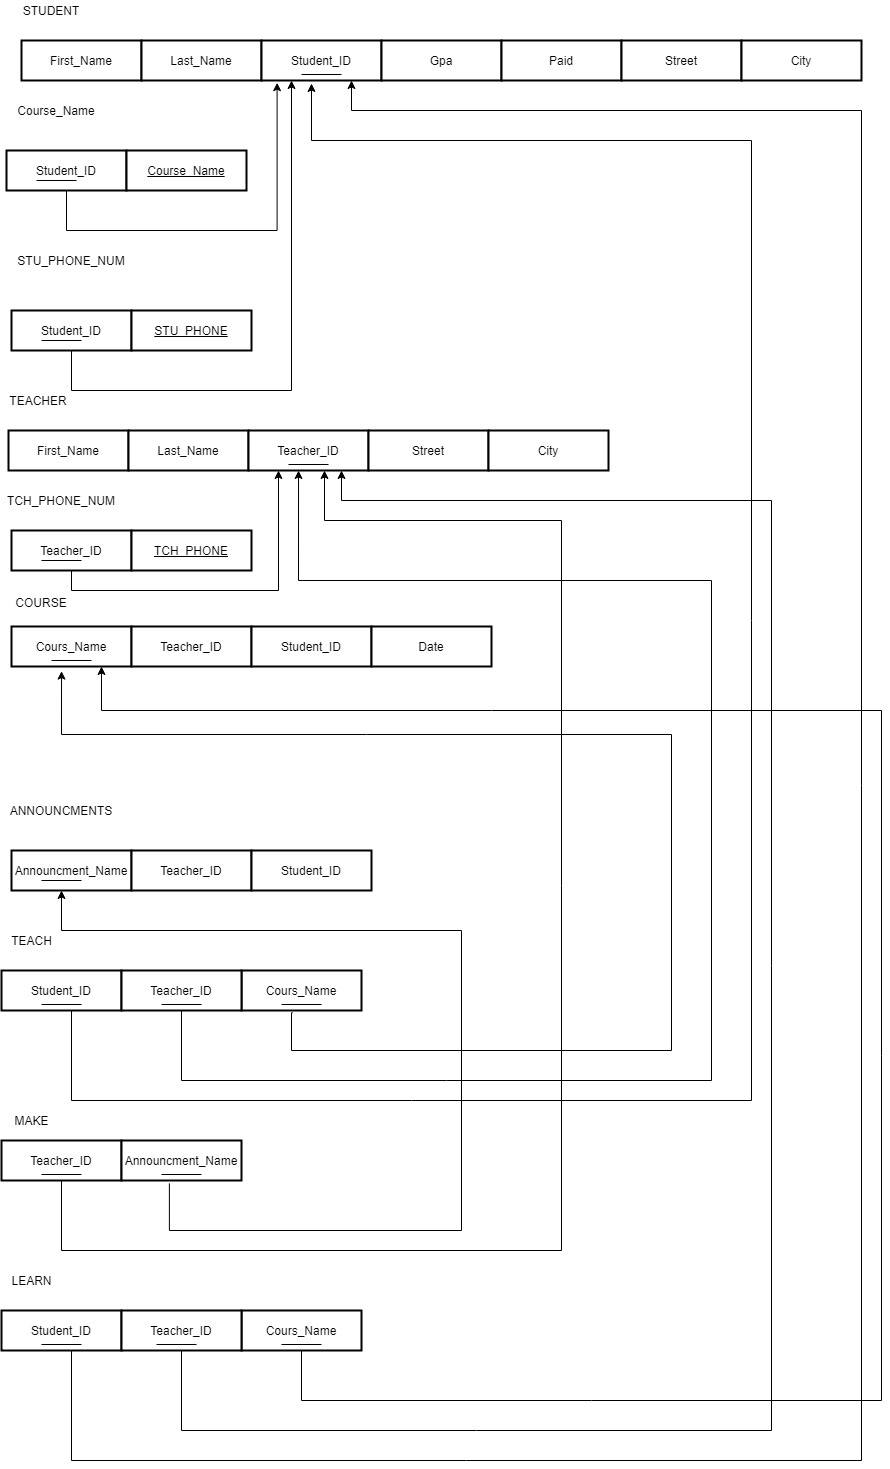 STUDENT
First_Name Last_Name Student_ID Gpa Paid Street City
Course_Name
Student_ID Course_Name
STU_PHONE_NUM
Student_ID STU_PHONE
TEACHER
First_Name Last_Name Teacher_ID Street City
TCH_PHONE_NUM
Teacher_ID TCH_PHONE
COURSE
Cours_Name Teacher_ID Student_ID Date
ANNOUNCMENTS
Announcment_Name Teacher_ID Student_ID
TEACH
Student_ID Teacher_ID Cours_Name
MAKE
Teacher_ID Announcment_Name
LEARN
Student_ID Teacher_ID Cours_Name